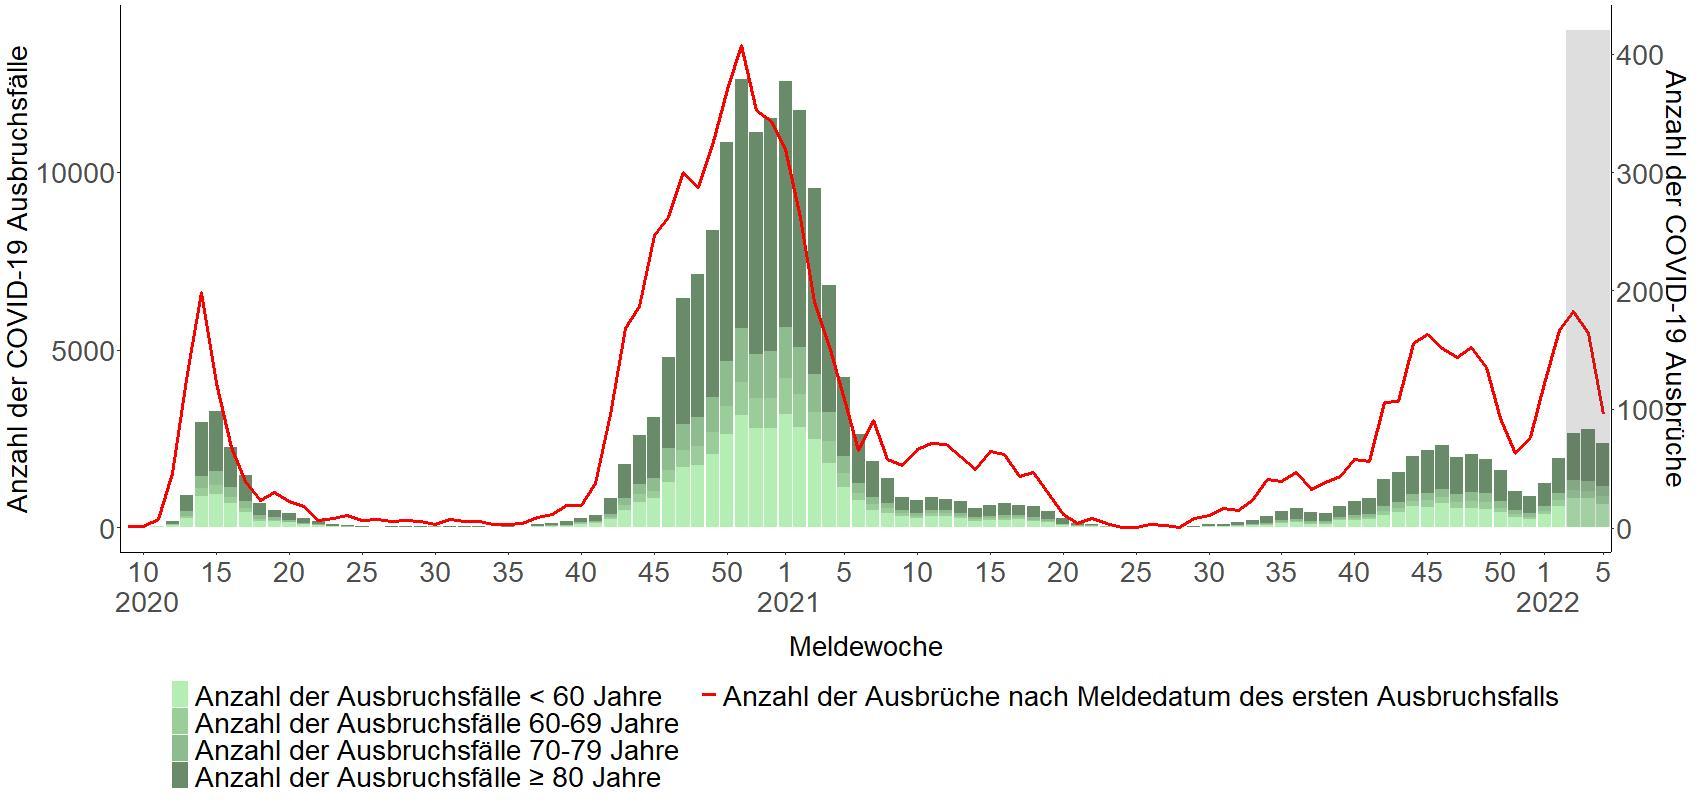 Anzahl der COVID-19 Ausbruchsfälle
10000
5000
0
400
300
200
100
0
Anzahl der COVID-19 Ausbrüche
10 15 20 25 30 35 40 45 50 1 5 10 15 20 25 30 35 40 45 50 1 5
2020 2021 2022
Meldewoche
Anzahl der Ausbruchsfälle < 60 Jahre
Anzahl der Ausbruchsfälle 60-69 Jahre
Anzahl der Ausbruchsfälle 70-79 Jahre
Anzahl der Ausbruchsfälle ≥ 80 Jahre
Anzahl der Ausbrüche nach Meldedatum des ersten Ausbruchsfalls